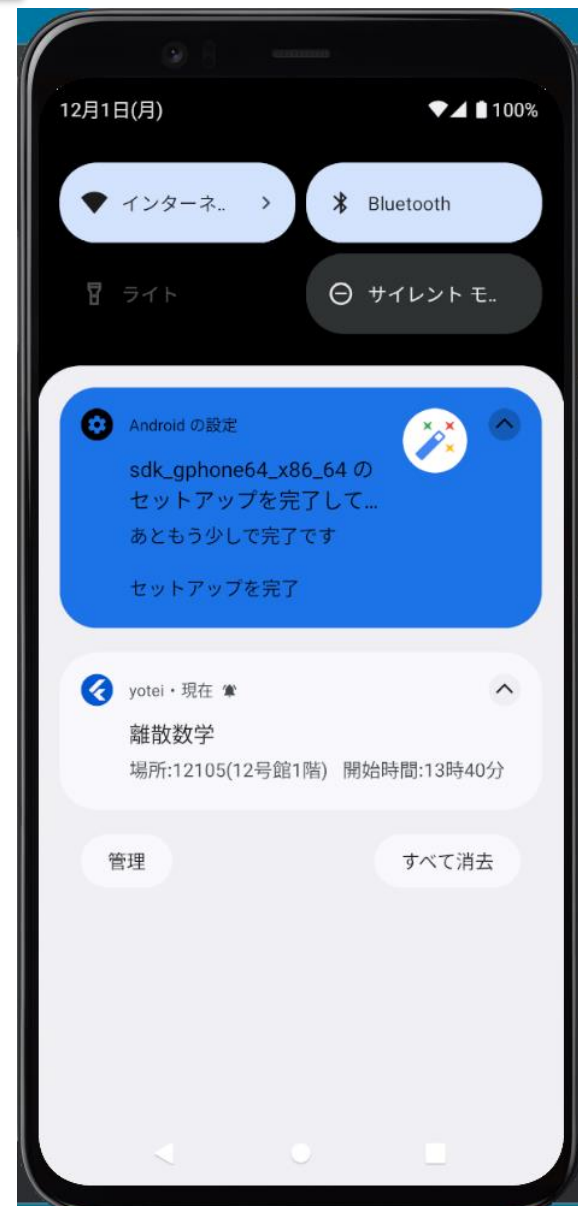 12月1日(月) 100%
インターネ.. Bluetooth
ライト サイレント モ..
Android の設定
sdk_gphone64_x86_64 の
セットアップを完了して…
あともう少しで完了です
セットアップを完了
yotei・現在
離散数学
場所:12105(12号館1階) 開始時間:13時40分
管理 すべて消去